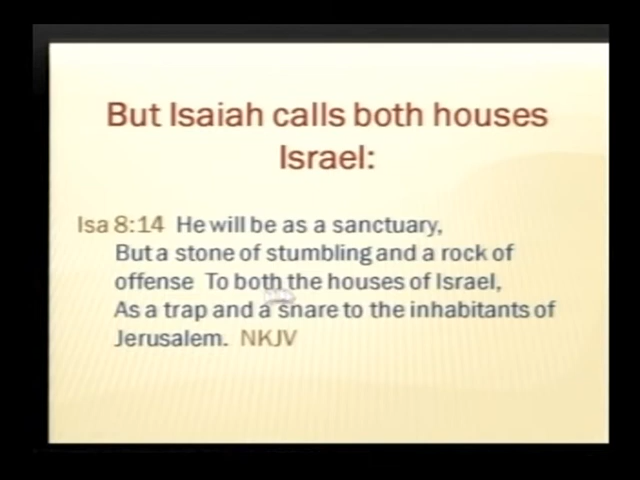 But Isaiah calls both houses
Israel:
Isa 8:14 He will be as a sanctuary,
But a stone of stumbling and a rock of
offense To both the houses of Israel,
As a trap and a snare to the inhabitants of
Jerusalem. NKJV